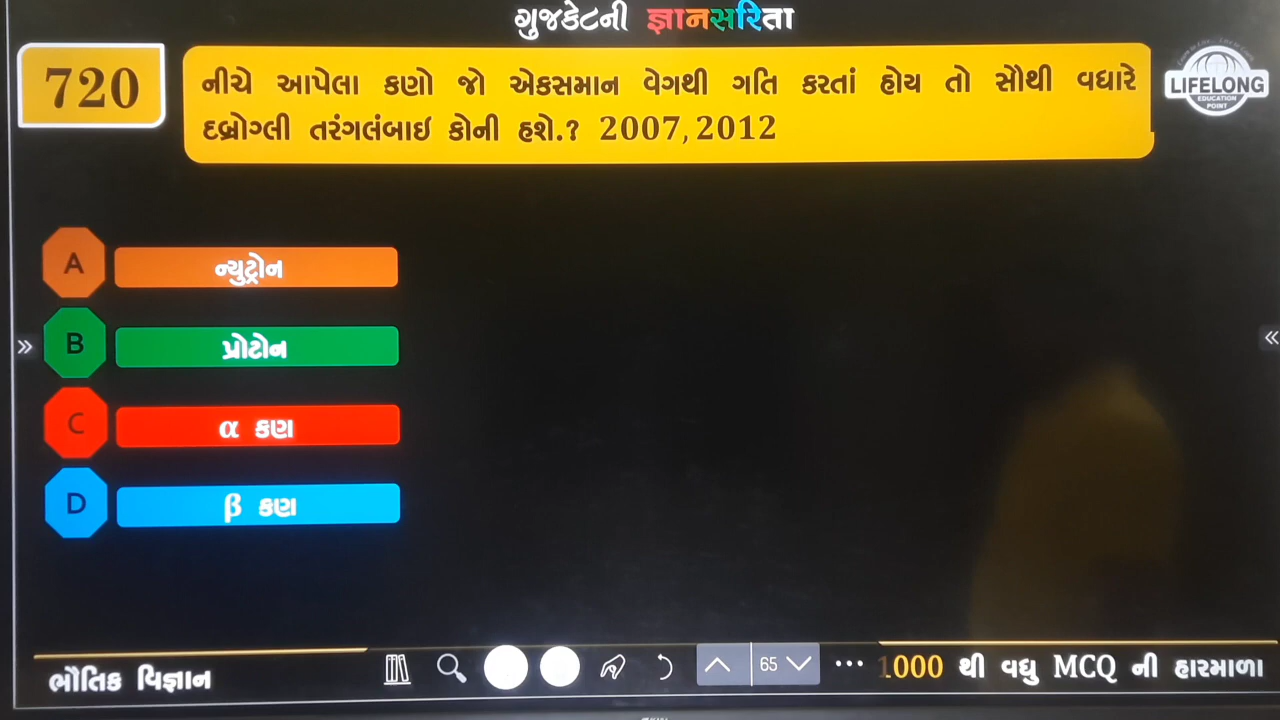 ગુજકેટની જ્ઞાનસરિતા
720
નીચે આપેલા કણો જો એકસમાન વેગથી ગતિ કરતાં હોય તો સૌથી વધારે
દબ્રોગ્લી તરંગલંબાઇ કોની હશે.? 2007,2012
LIFELONG
EDUCATION
POINT
A ન્યુટ્રોન
B પ્રોટોન
C α કણ
D β કણ
ભૌતિક વિજ્ઞાન
65
1000 થી વધુ MCQ ની હારમાળા